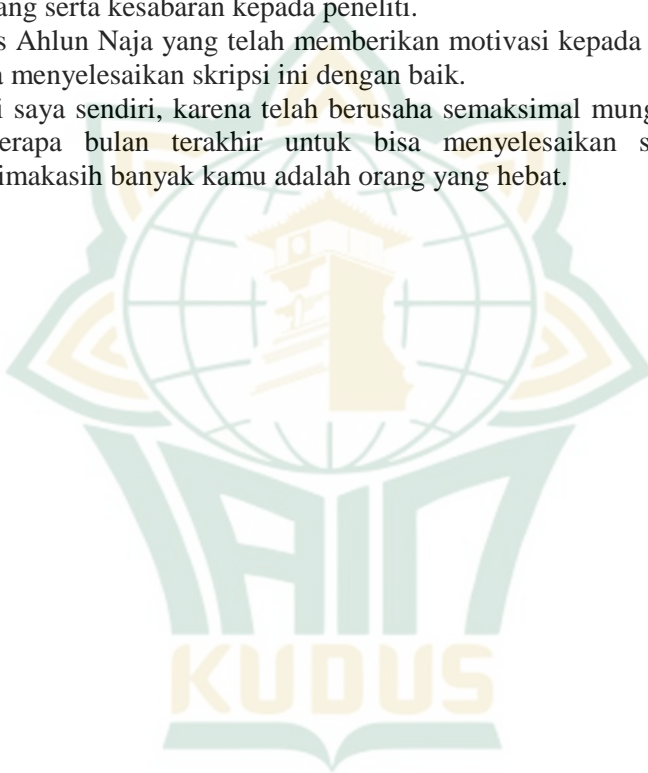 ang serta kesabaran kepada peneliti.
s Ahlun Naja yang telah memberikan motivasi kepada
menyelesaikan skripsi ini dengan baik.
i saya sendiri, karena telah berusaha semaksimal mung
erapa bulan terakhir untuk bisa menyelesaikan s
imakasih banyak kamu adalah orang yang hebat.
IAIN
KUDUS